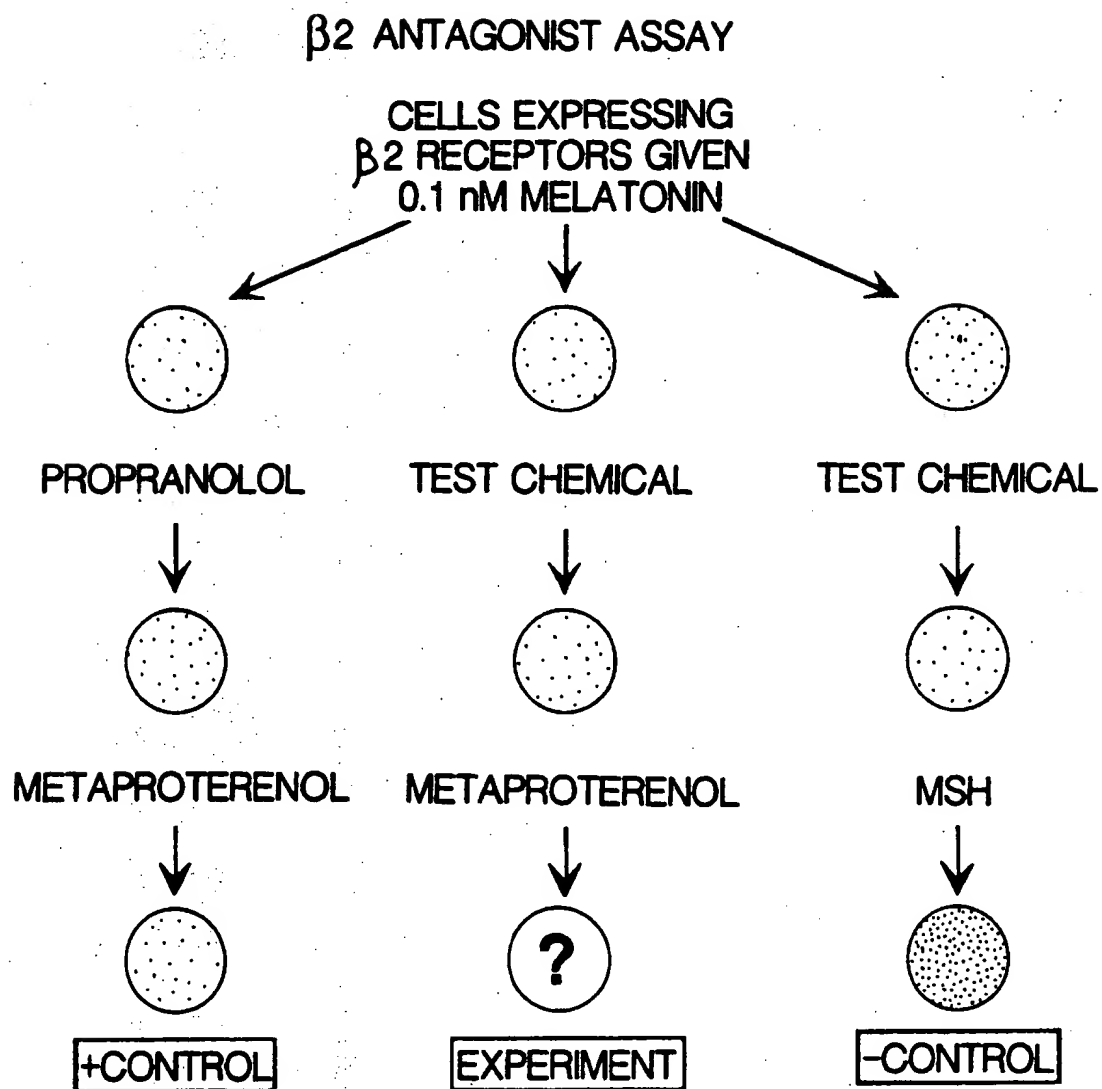 β2 ANTAGONIST ASSAY
CELLS EXPRESSING
β2 RECEPTORS GIVEN
0.1 nM MELATONIN
PROPRANOLOL
TEST CHEMICAL
TEST CHEMICAL
METAPROTERENOL
METAPROTERENOL
MSH
?
+CONTROL
EXPERIMENT
-CONTROL